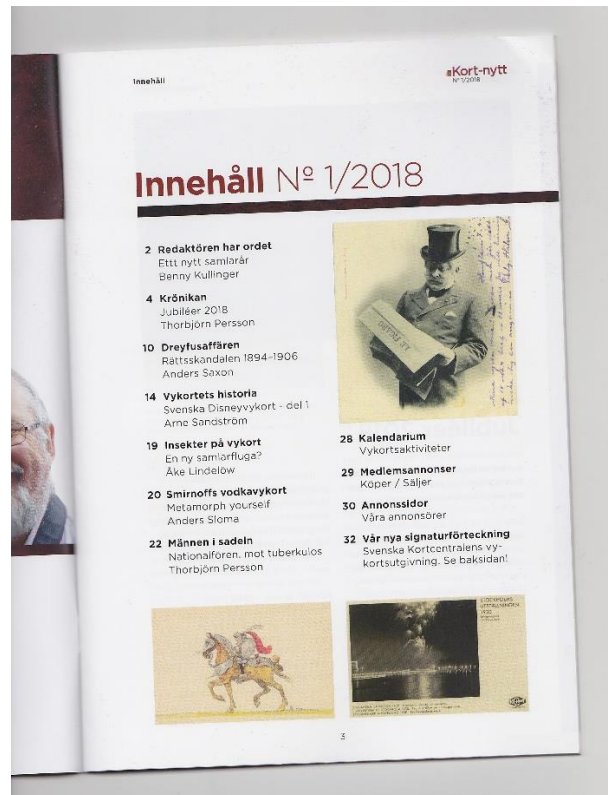 Innehåll
Kort-nytt
Nº 1/2018
Innehåll Nº 1/2018
2 Redaktören har ordet
Ettt nytt samlarår
Benny Kullinger
4 Krönikan
Jubiléer 2018
Thorbjörn Persson
10 Dreyfusaffären
Rättsskandalen 1894-1906
Anders Saxon
14 Vykortets historia
Svenska Disneyvykort - del 1
Arne Sandström
19 Insekter på vykort
En ny samlarfluga?
Åke Lindelöw
20 Smirnoffs vodkavykort
Metamorph yourself
Anders Sloma
22 Männen i sadeln
Nationalfören. mot tuberkulos
Thorbjörn Persson
LE FIGARO
28 Kalendarium
Vykortsaktiviteter
29 Medlemsannonser
Köper / Säljer
30 Annonssidor
Våra annonsörer
32 Vår nya signaturförteckning
Svenska Kortcentralens vy-
kortsutgivning. Se baksidan!
STOCKHOLMS
UTSTÄLLNINGEN
1930
3